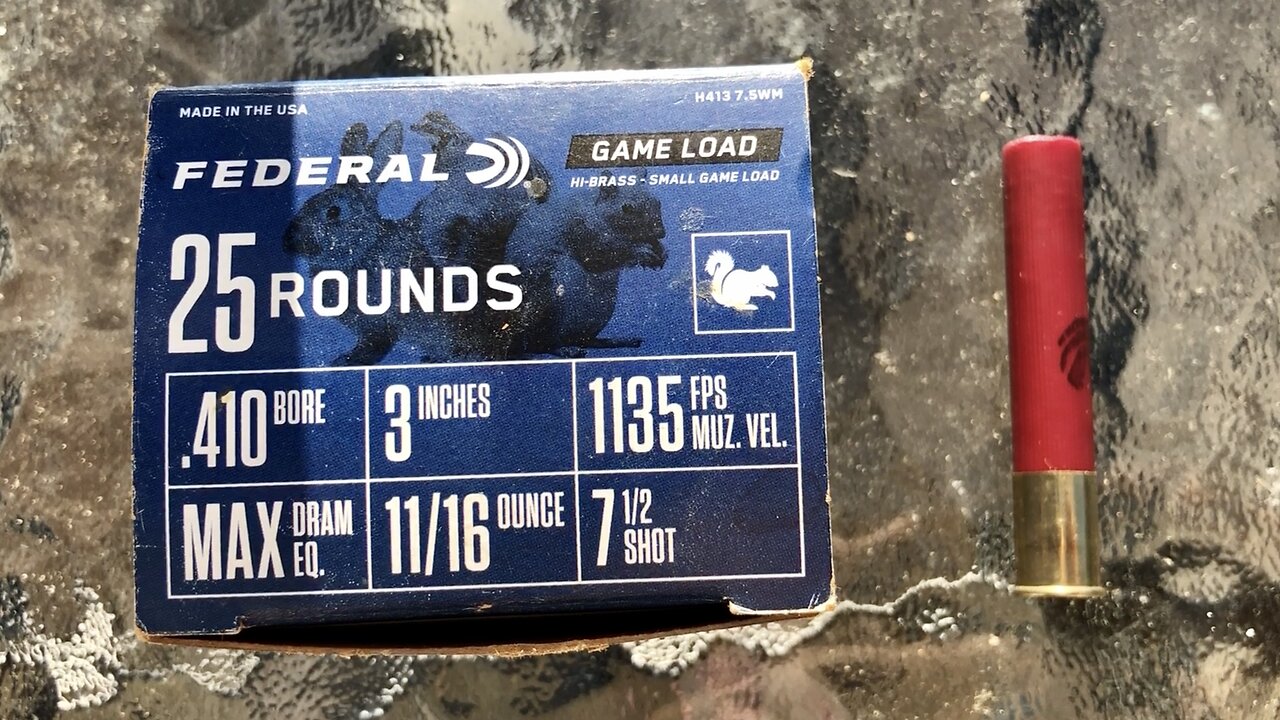 MADE IN THE USA
H413 7.5WM
FEDERAL
GAME LOAD
HI-BRASS - SMALL GAME LOAD
25 ROUNDS
.410 BORE
3 INCHES
1135 FPS
MUZ. VEL.
MAX DRAM
EQ.
11/16 OUNCE
7 1/2
SHOT